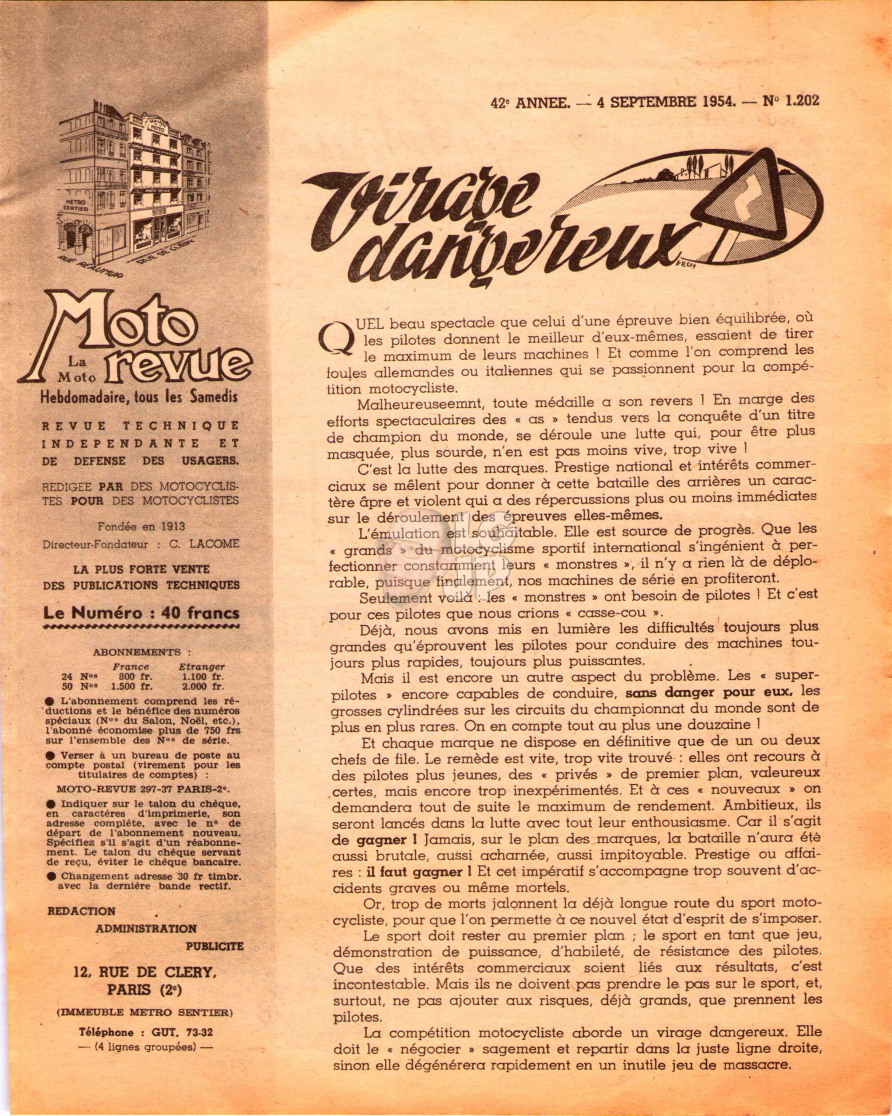 42e ANNEE. — 4 SEPTEMBRE 1954. — No 1.202
LA
MOTO
METRO
SENTIER
RUE REAUMUR
RUE DE CLERY
Moto
revue
La
Moto
Hebdomadaire, tous les Samedis
REVUE TECHNIQUE
INDEPENDANTE ET
DE DEFENSE DES USAGERS.
REDIGEE PAR DES MOTOCYCLIS-
TES POUR DES MOTOCYCLISTES
Fondée en 1913
Directeur-Fondateur : C. LACOME
LA PLUS FORTE VENTE
DES PUBLICATIONS TECHNIQUES
Le Numéro : 40 francs
ABONNEMENTS :
France Etranger
24 Nos 800 fr. 1.100 fr.
50 Nos 1.500 fr. 2.000 fr.
● L'abonnement comprend les ré-
ductions et le bénéfice des numéros
spéciaux (Nos du Salon, Noël, etc.),
l'abonné économise plus de 750 frs
sur l'ensemble des Nos de série.
● Verser à un bureau de poste au
compte postal (virement pour les
titulaires de comptes) :
MOTO-REVUE 297-37 PARIS-2e.
● Indiquer sur le talon du chèque,
en caractères d'imprimerie, son
adresse complète, avec le no de
départ de l'abonnement nouveau.
Spécifiez s'il s'agit d'un réabonne-
ment. Le talon du chèque servant
de reçu, éviter le chèque bancaire.
● Changement adresse 30 fr timbr.
avec la dernière bande rectif.
REDACTION
ADMINISTRATION
PUBLICITE
12, RUE DE CLERY,
PARIS (2e)
(IMMEUBLE METRO SENTIER)
Téléphone : GUT. 73-32
— (4 lignes groupées) —
Virage
dangereux
QUEL beau spectacle que celui d'une épreuve bien équilibrée, où
les pilotes donnent le meilleur d'eux-mêmes, essaient de tirer
le maximum de leurs machines ! Et comme l'on comprend les
foules allemandes ou italiennes qui se passionnent pour la compé-
tition motocycliste.
Malheureuseemnt, toute médaille a son revers ! En marge des
efforts spectaculaires des « as » tendus vers la conquête d'un titre
de champion du monde, se déroule une lutte qui, pour être plus
masquée, plus sourde, n'en est pas moins vive, trop vive !
C'est la lutte des marques. Prestige national et intérêts commer-
ciaux se mêlent pour donner à cette bataille des arrières un carac-
tère âpre et violent qui a des répercussions plus ou moins immédiates
sur le déroulement des épreuves elles-mêmes.
L'émulation est souhaitable. Elle est source de progrès. Que les
« grands » du motocyclisme sportif international s'ingénient à per-
fectionner constamment leurs « monstres », il n'y a rien là de déplo-
rable, puisque finalement, nos machines de série en profiteront.
Seulement voilà : les « monstres » ont besoin de pilotes ! Et c'est
pour ces pilotes que nous crions « casse-cou ».
Déjà, nous avons mis en lumière les difficultés toujours plus
grandes qu'éprouvent les pilotes pour conduire des machines tou-
jours plus rapides, toujours plus puissantes.
Mais il est encore un autre aspect du problème. Les « super-
pilotes » encore capables de conduire, sans danger pour eux, les
grosses cylindrées sur les circuits du championnat du monde sont de
plus en plus rares. On en compte tout au plus une douzaine !
Et chaque marque ne dispose en définitive que de un ou deux
chefs de file. Le remède est vite, trop vite trouvé : elles ont recours à
des pilotes plus jeunes, des « privés » de premier plan, valeureux
certes, mais encore trop inexpérimentés. Et à ces « nouveaux » on
demandera tout de suite le maximum de rendement. Ambitieux, ils
seront lancés dans la lutte avec tout leur enthousiasme. Car il s'agit
de gagner ! Jamais, sur le plan des marques, la bataille n'aura été
aussi brutale, aussi acharnée, aussi impitoyable. Prestige ou affai-
res : il faut gagner ! Et cet impératif s'accompagne trop souvent d'ac-
cidents graves ou même mortels.
Or, trop de morts jalonnent la déjà longue route du sport moto-
cycliste, pour que l'on permette à ce nouvel état d'esprit de s'imposer.
Le sport doit rester au premier plan ; le sport en tant que jeu,
démonstration de puissance, d'habileté, de résistance des pilotes.
Que des intérêts commerciaux soient liés aux résultats, c'est
incontestable. Mais ils ne doivent pas prendre le pas sur le sport, et,
surtout, ne pas ajouter aux risques, déjà grands, que prennent les
pilotes.
La compétition motocycliste aborde un virage dangereux. Elle
doit le « négocier » sagement et repartir dans la juste ligne droite,
sinon elle dégénérera rapidement en un inutile jeu de massacre.